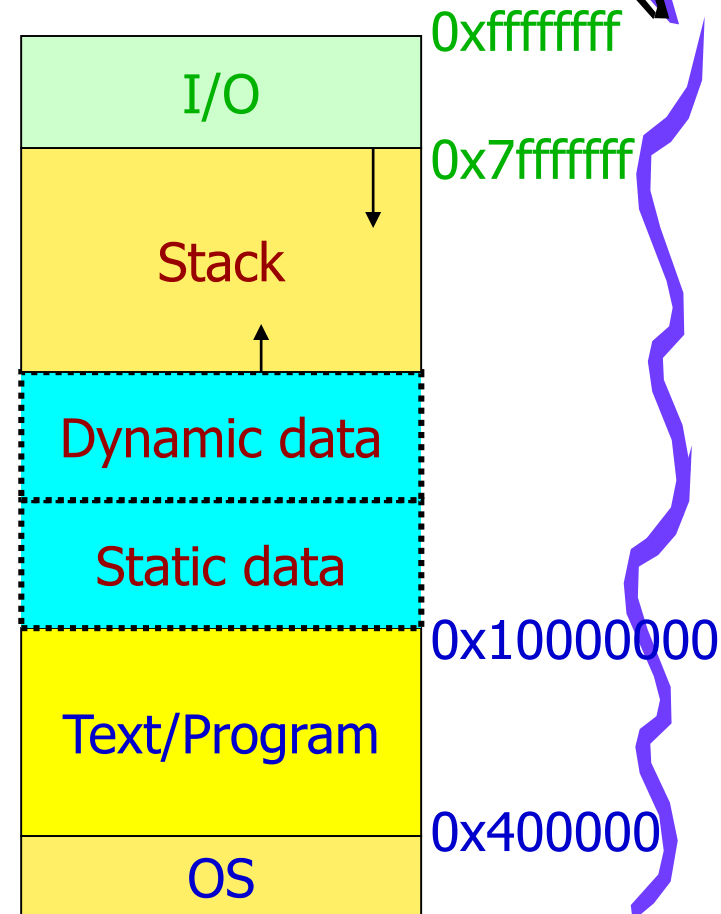 0xffffffff
I/O
0x7fffffff
Stack
Dynamic data
Static data
0x10000000
Text/Program
0x400000
OS